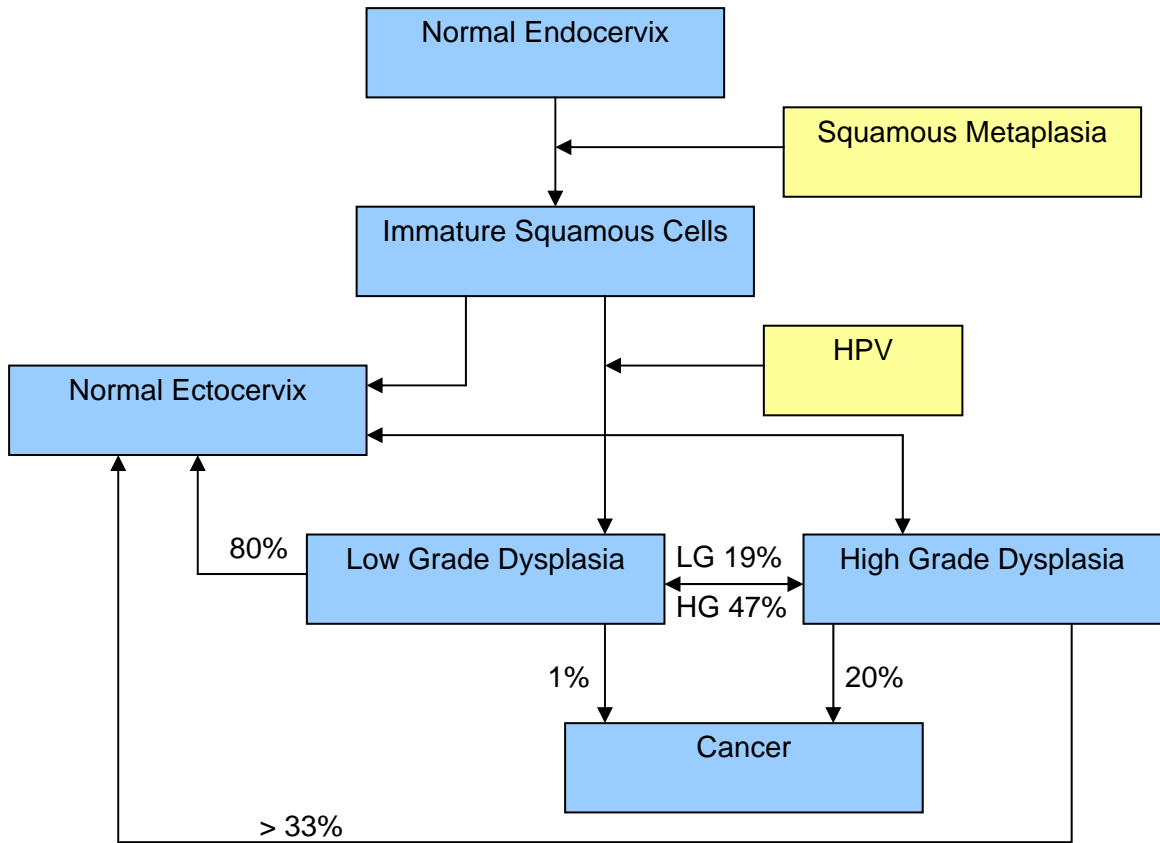 Normal Endocervix
Squamous Metaplasia
Immature Squamous Cells
HPV
Normal Ectocervix
80%
Low Grade Dysplasia
LG 19%
HG 47%
High Grade Dysplasia
1%
20%
Cancer
> 33%